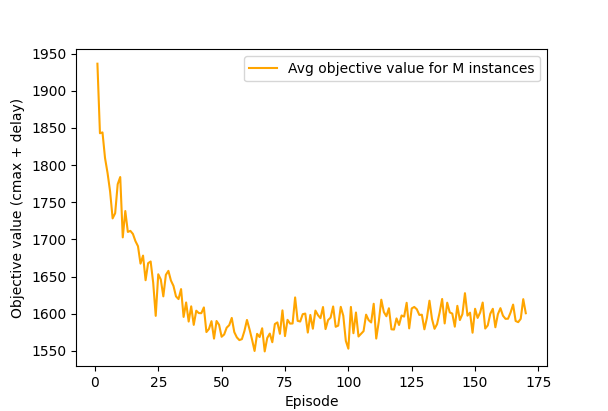 Avg objective value for M instances
Objective value (cmax + delay)
1950
1900
1850
1800
1750
1700
1650
1600
1550
0 25 50 75 100 125 150 175
Episode